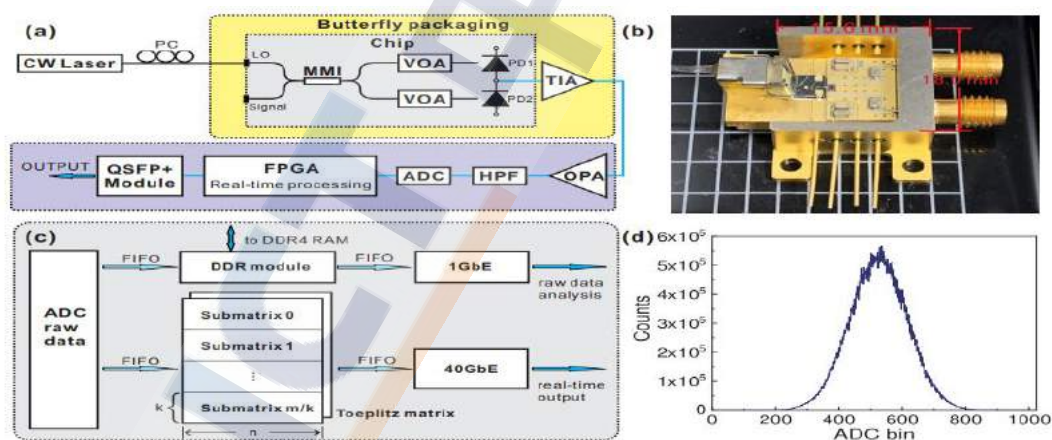 (a)
PC
CW Laser
Butterfly packaging
Chip
LO
MMI
Signal
VOA
VOA
PD1
PD2
TIA
OUTPUT
QSFP+
Module
FPGA
Real-time processing
ADC
HPF
OPA
(b)
(c)
to DDR4 RAM
ADC
raw
data
FIFO
DDR module
FIFO
1GbE
raw data
analysis
Submatrix 0
Submatrix 1
⋮
Submatrix m/k
k
n
Toeplitz matrix
FIFO
FIFO
40GbE
real-time
output
(d)
6x10⁵
5x10⁵
4x10⁵
3x10⁵
2x10⁵
1x10⁵
0
Counts
0 200 400 600 800 1000
ADC bin